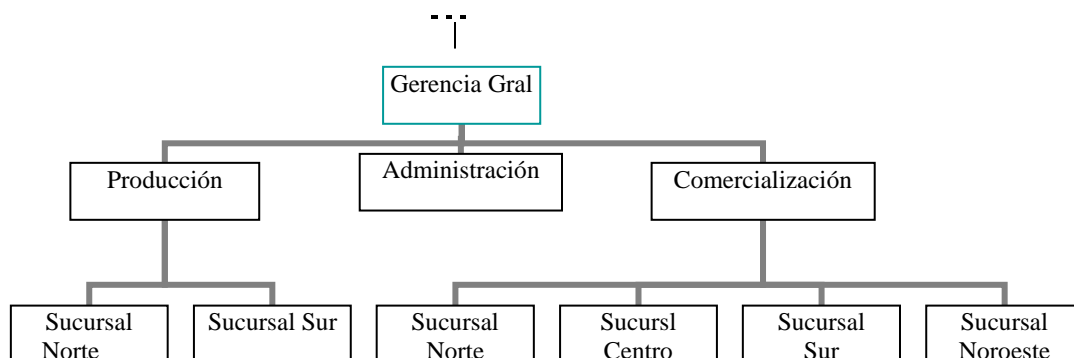 Gerencia Gral
Producción
Administración
Comercialización
Sucursal
Norte
Sucursal Sur
Sucursal
Norte
Sucursl
Centro
Sucursal
Sur
Sucursal
Noroeste